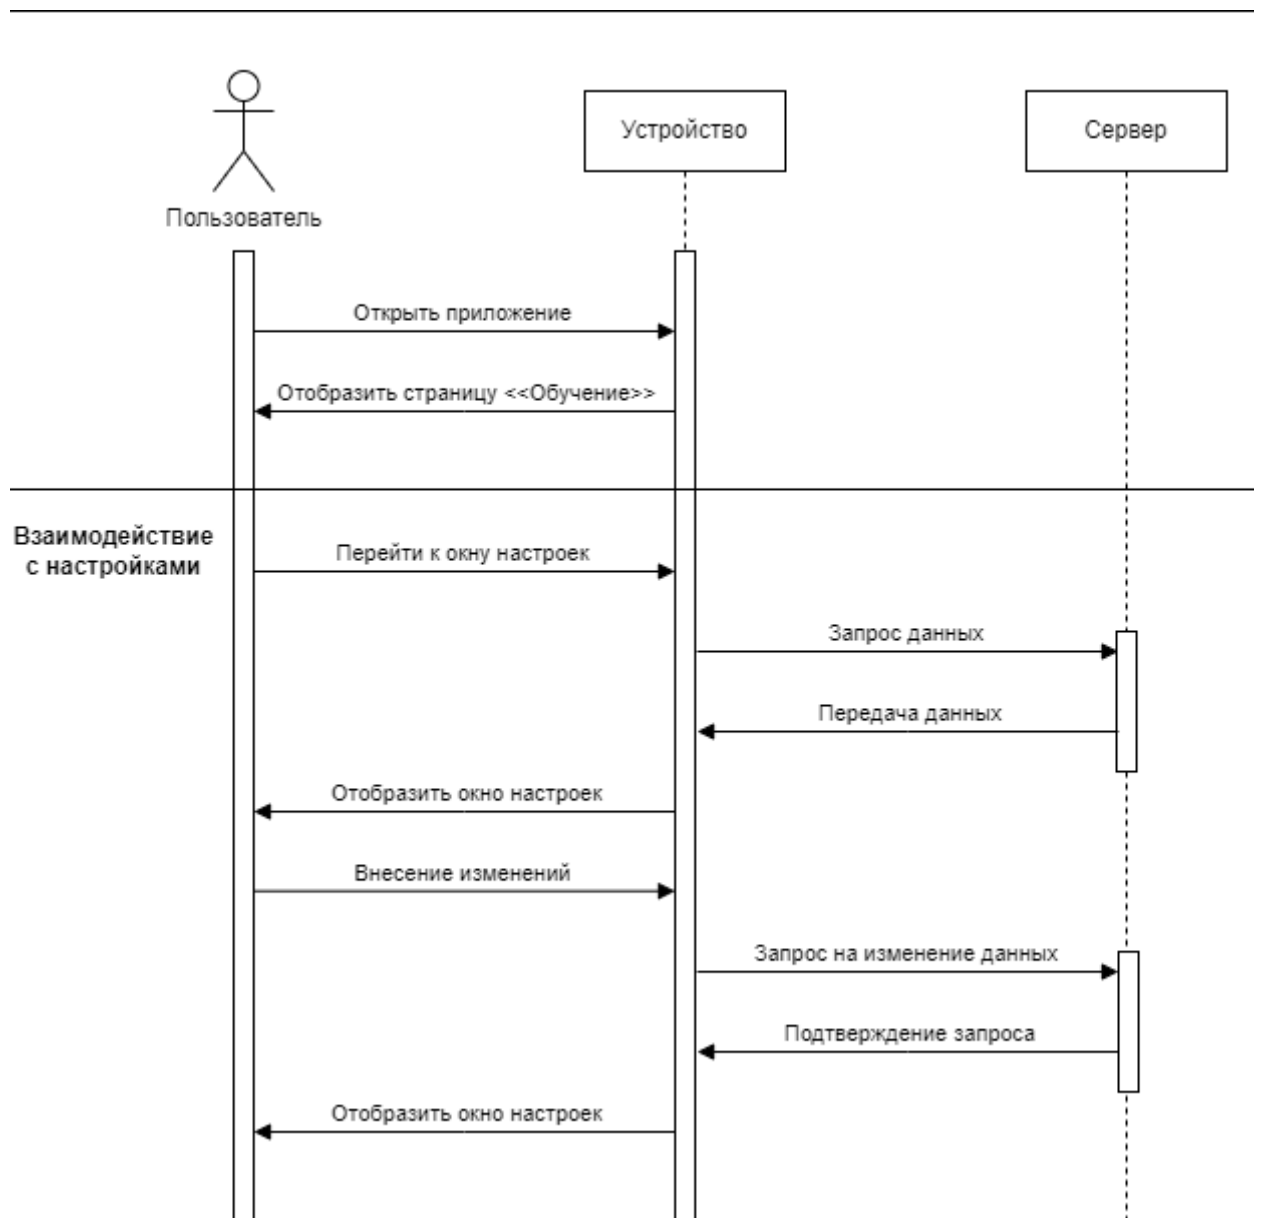 Устройство
Сервер
Пользователь
Открыть приложение
Отобразить страницу <<Обучение>>
Взаимодействие
с настройками
Перейти к окну настроек
Запрос данных
Передача данных
Отобразить окно настроек
Внесение изменений
Запрос на изменение данных
Подтверждение запроса
Отобразить окно настроек